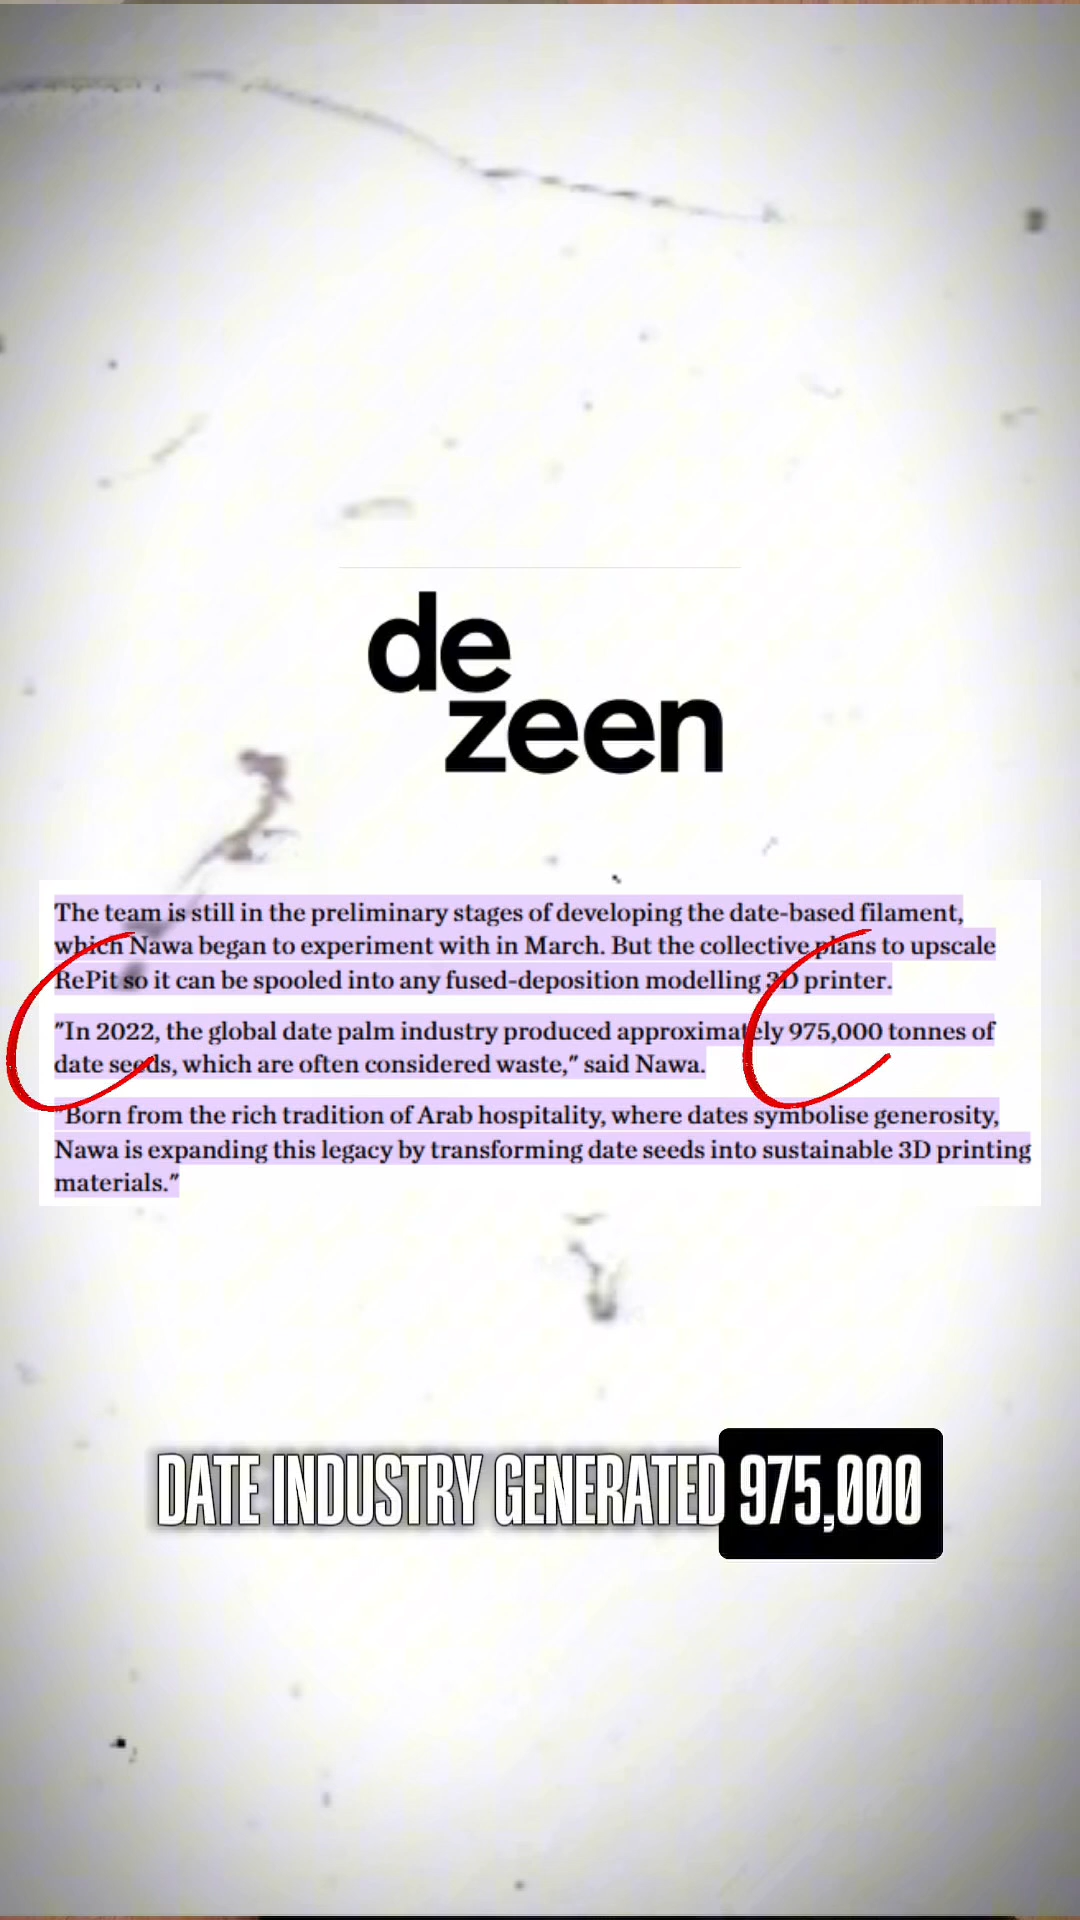 de
zeen
The team is still in the preliminary stages of developing the date-based filament,
which Nawa began to experiment with in March. But the collective plans to upscale
RePit so it can be spooled into any fused-deposition modelling 3D printer.
"In 2022, the global date palm industry produced approximately 975,000 tonnes of
date seeds, which are often considered waste," said Nawa.
"Born from the rich tradition of Arab hospitality, where dates symbolise generosity,
Nawa is expanding this legacy by transforming date seeds into sustainable 3D printing
materials."
DATE INDUSTRY GENERATED 975,000